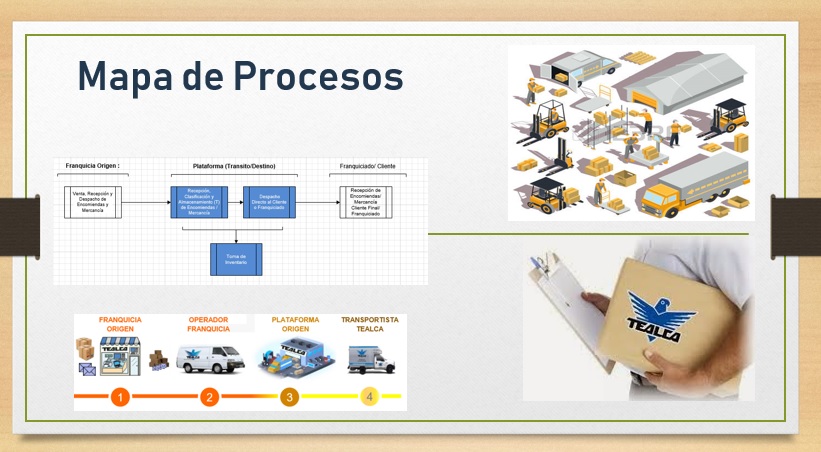 Mapa de Procesos
Franquicia Origen :
Plataforma (Transito/Destino)
Franquiciado/ Cliente
Venta, Recepción y
Despacho de
Encomiendas y
Mercancía
Recepción,
Clasificación y
Almacenamiento (T)
de Encomiendas /
Mercancía
Despacho
Directo al Cliente
o Franquiciado
Recepción de
Encomiendas/
Mercancía
Cliente Final/
Franquiciado
Toma de
Inventario
FRANQUICIA
ORIGEN
OPERADOR
FRANQUICIA
PLATAFORMA
ORIGEN
TRANSPORTISTA
TEALCA
TEALCA
1
2
3
4
TEALCA